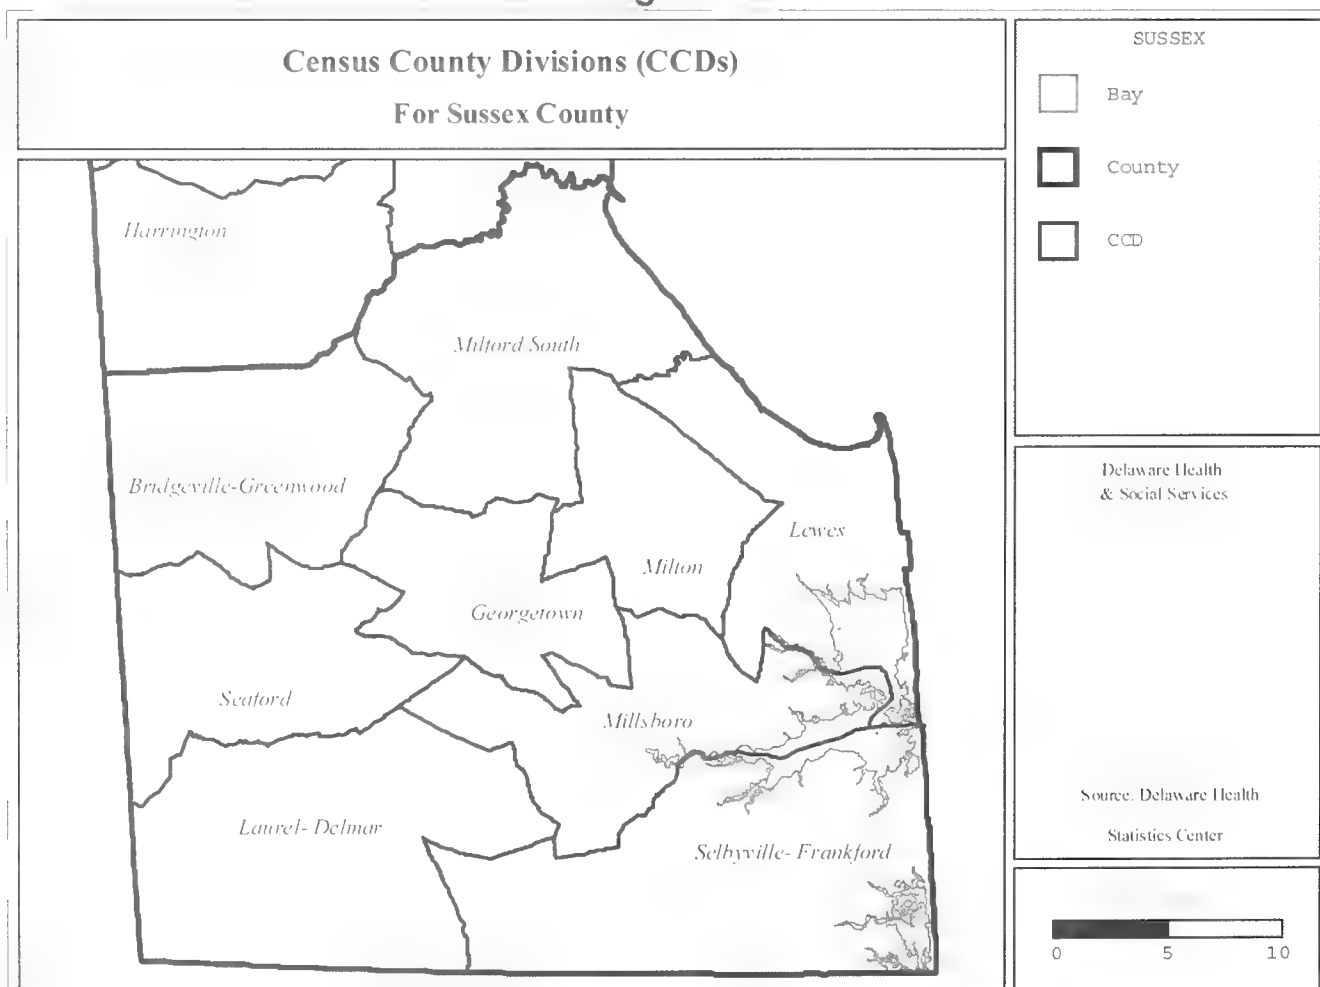 Census County Divisions (CCDs)
For Sussex County
SUSSEX
Bay
County
CCD
Harrington
Milford South
Bridgeville-Greenwood
Lewes
Milton
Georgetown
Seaford
Millsboro
Laurel- Delmar
Selbyville- Frankford
Delaware Health
& Social Services
Source: Delaware Health
Statistics Center
0 5 10